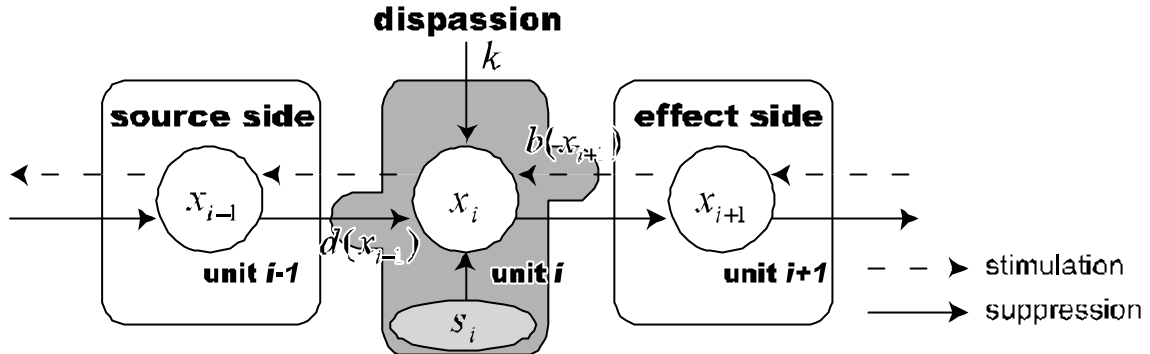 dispassion
k
source side
effect side
b(x_{i+1})
x_{i-1}
x_i
x_{i+1}
d(x_{i-1})
unit i-1
unit i
unit i+1
s_i
stimulation
suppression